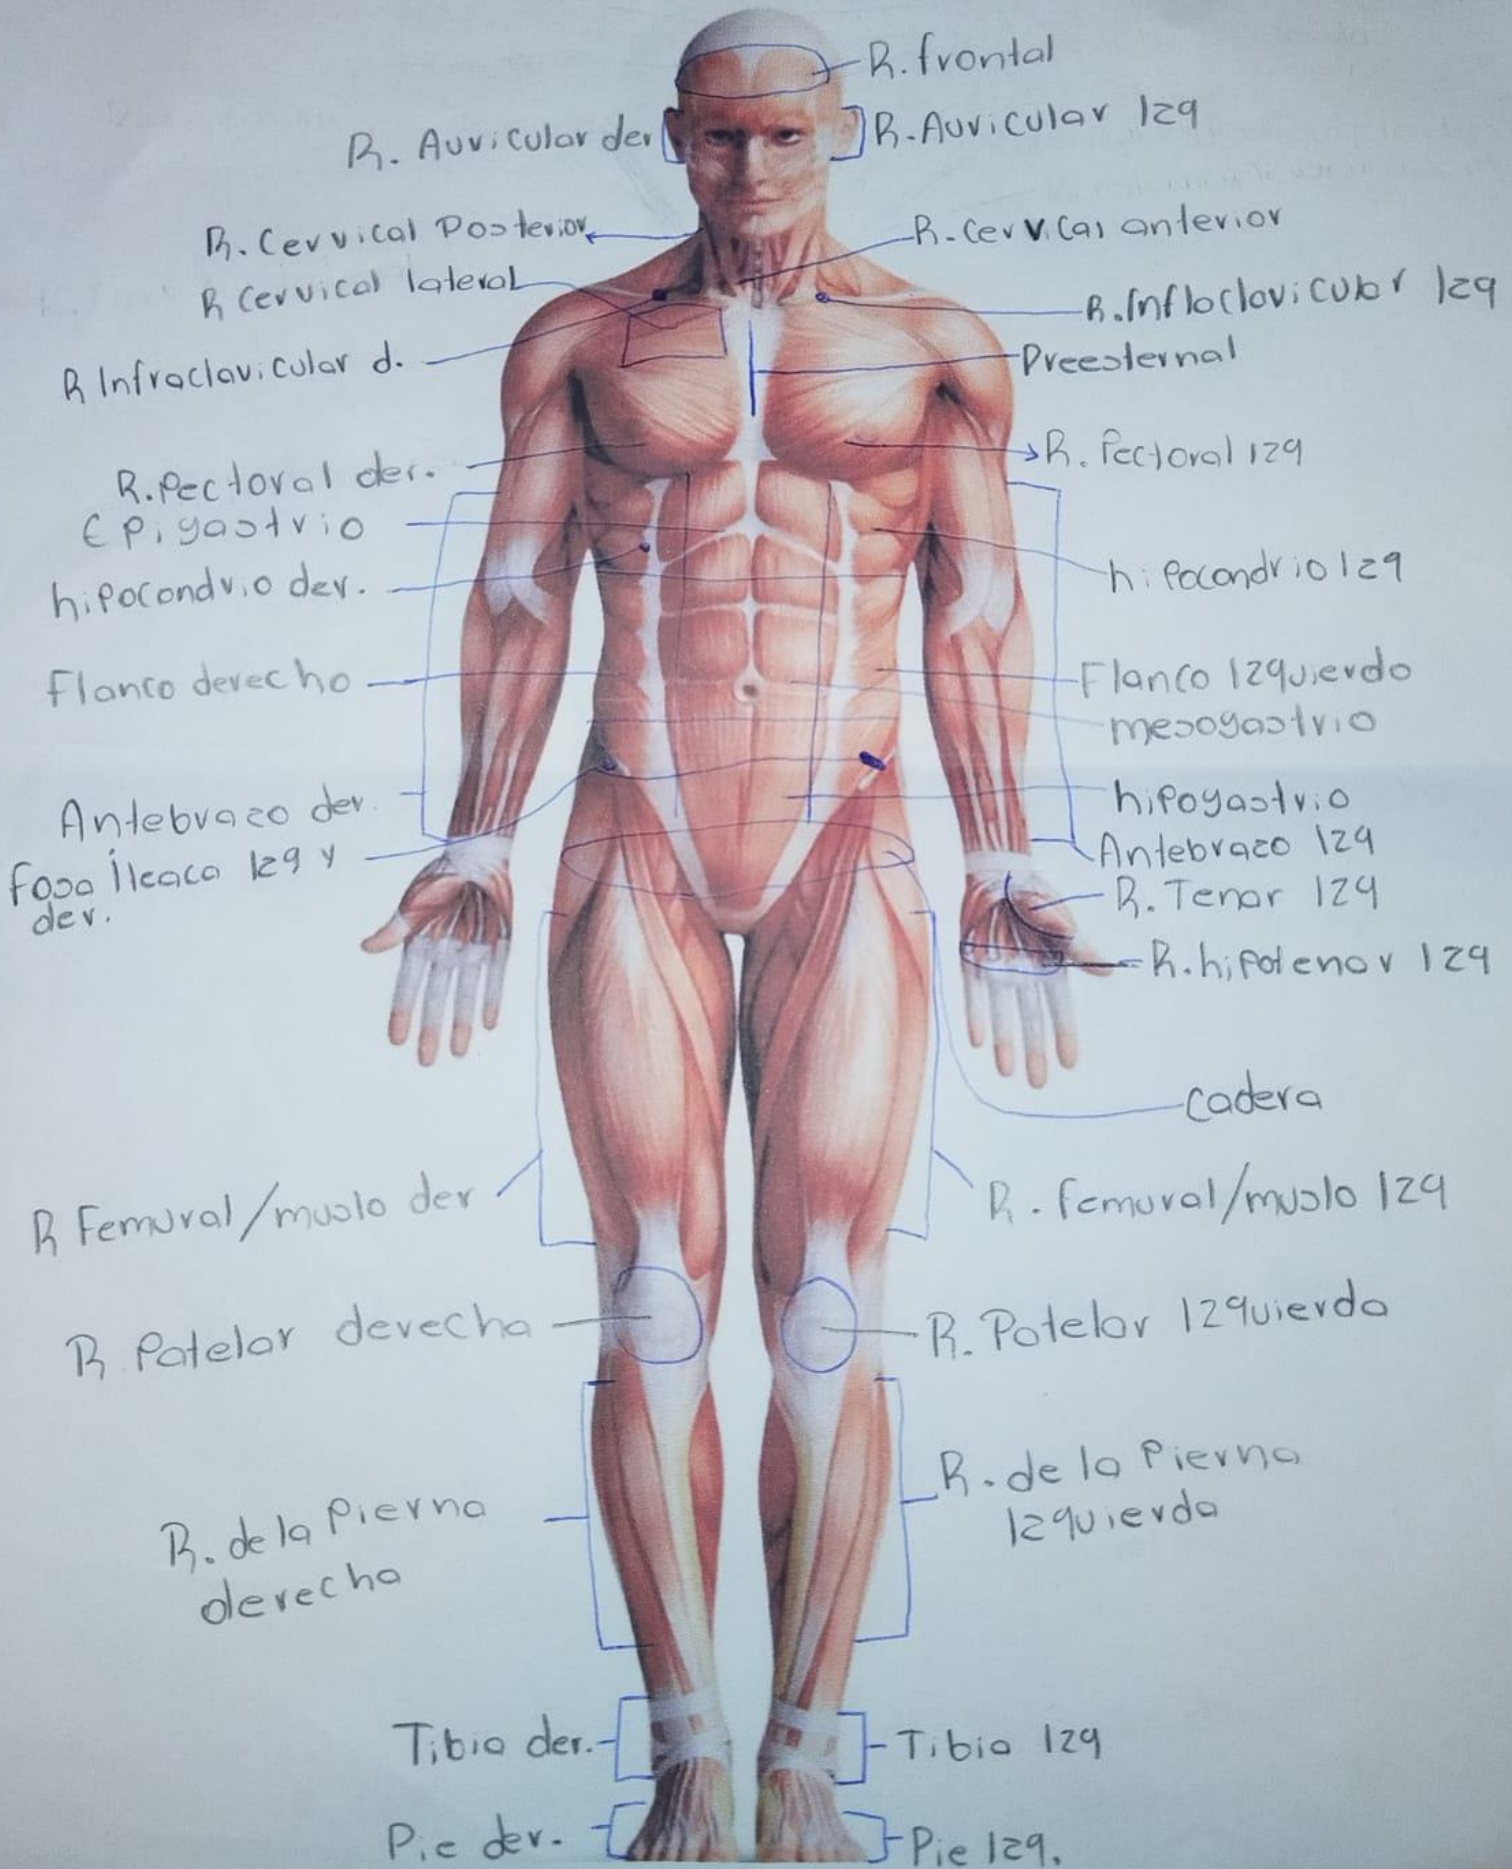 R. frontal
R. Auricular der
R. Auricular izq
R. Cervical Posterior
R. Cervical anterior
R Cervical lateral
R. Infloclavicular izq
R Infraclavicular d.
Preesternal
R. Pectoral der.
R. Pectoral izq
Epigastrio
hipocondrio der.
hipocondrio izq
Flanco derecho
Flanco izquierdo
mesogastrio
hipogastrio
Antebrazo der.
Antebrazo izq
fosa Ileaca izq y
der.
R. Tenar izq
R. hipotenar izq
cadera
R Femural/muslo der
R. femural/muslo izq
R Patelar derecha
R. Patelar izquierda
R. de la Pierna
derecha
R. de la Pierna
izquierda
Tibia der.
Tibia izq
Pie der.
Pie izq.